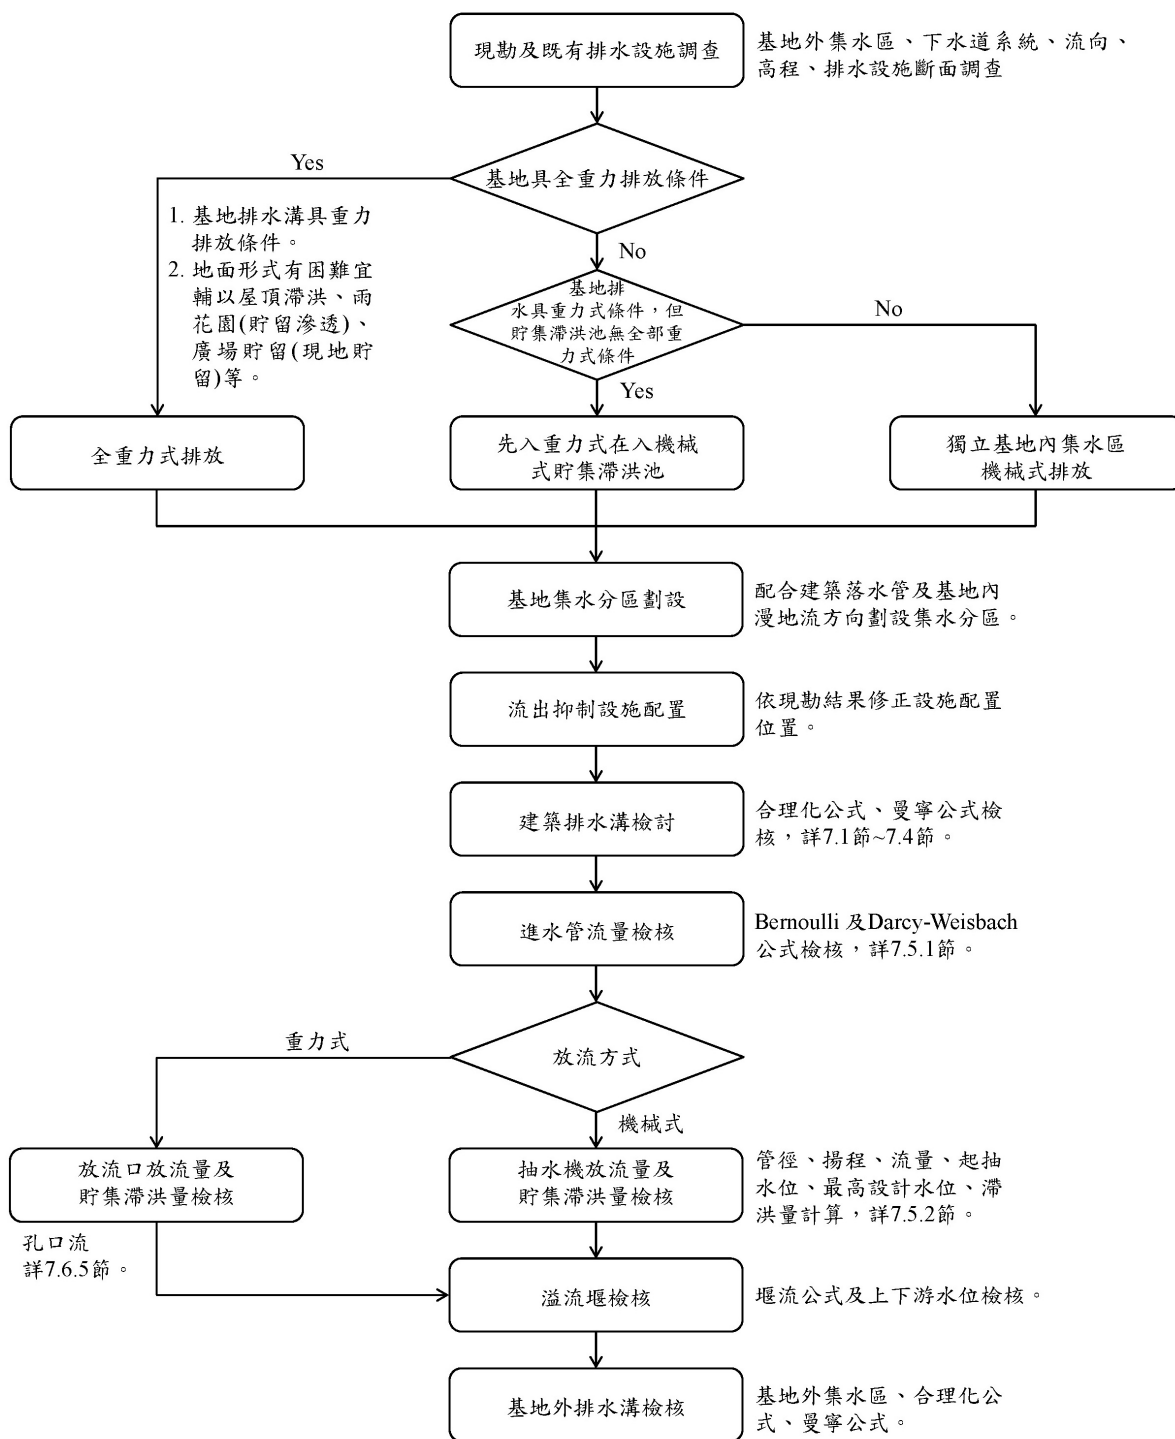 現勘及既有排水設施調查
基地外集水區、下水道系統、流向、
高程、排水設施斷面調查
Yes
基地具全重力排放條件
1. 基地排水溝具重力
排放條件。
2. 地面形式有困難宜
輔以屋頂滯洪、雨
花園(貯留滲透)、
廣場貯留(現地貯
留)等。
No
基地排
水具重力式條件，但
貯集滯洪池無全部重
力式條件
No
Yes
全重力式排放
先入重力式在入機械
式貯集滯洪池
獨立基地內集水區
機械式排放
基地集水分區劃設
配合建築落水管及基地內
漫地流方向劃設集水分區。
流出抑制設施配置
依現勘結果修正設施配置
位置。
建築排水溝檢討
合理化公式、曼寧公式檢
核，詳7.1節~7.4節。
進水管流量檢核
Bernoulli 及Darcy-Weisbach
公式檢核，詳7.5.1節。
重力式
放流方式
機械式
放流口放流量及
貯集滯洪量檢核
抽水機放流量及
貯集滯洪量檢核
管徑、揚程、流量、起抽
水位、最高設計水位、滯
洪量計算，詳7.5.2節。
孔口流
詳7.6.5節。
溢流堰檢核
堰流公式及上下游水位檢核。
基地外排水溝檢核
基地外集水區、合理化公
式、曼寧公式。